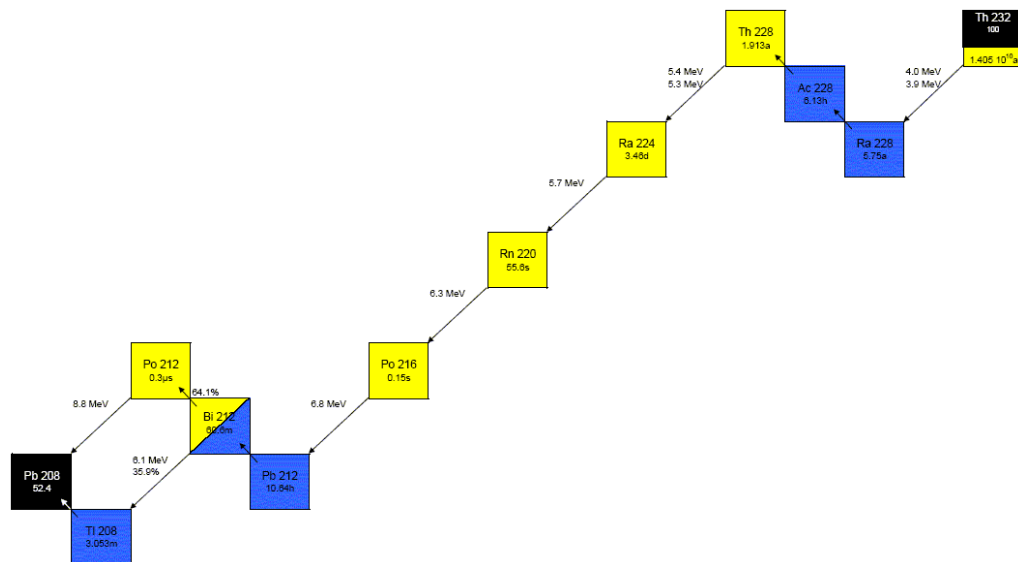 Th 232
100
1.405 10¹⁰a
Th 228
1.913a
4.0 MeV
3.9 MeV
5.4 MeV
5.3 MeV
Ac 228
6.13h
Ra 228
5.75a
Ra 224
3.46d
5.7 MeV
Rn 220
55.6s
6.3 MeV
Po 216
0.15s
6.8 MeV
Po 212
0.3µs
64.1%
8.8 MeV
Bi 212
60.6m
6.1 MeV
35.9%
Pb 212
10.64h
Pb 208
52.4
Tl 208
3.053m